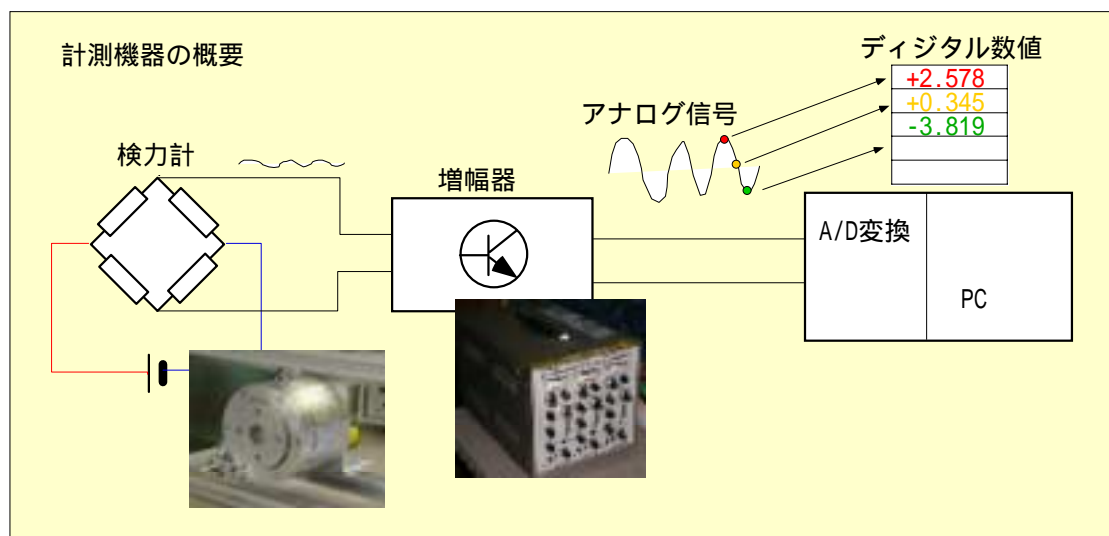 計測機器の概要
ディジタル数値
+2.578
+0.345
-3.819
アナログ信号
検力計
増幅器
A/D変換
PC